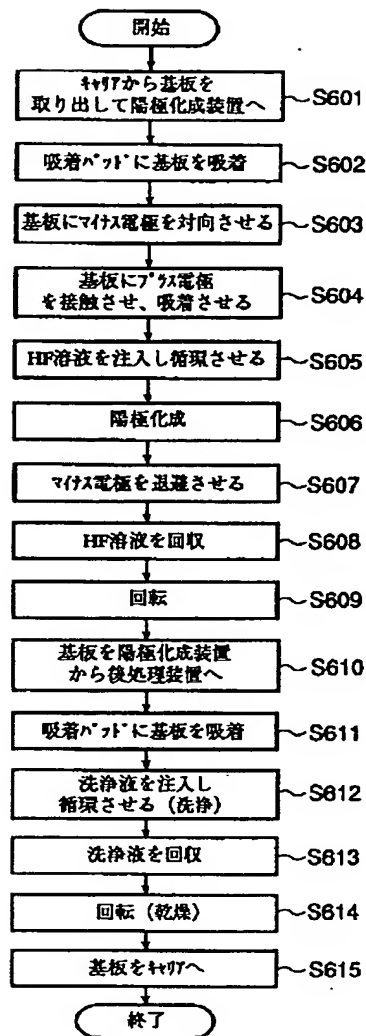 開始
キャリアから基板を
取り出して陽極化成装置へ
S601
吸着パッドに基板を吸着
S602
基板にマイナス電極を対向させる
S603
基板にプラス電極
を接触させ、吸着させる
S604
HF溶液を注入し循環させる
S605
陽極化成
S606
マイナス電極を退避させる
S607
HF溶液を回収
S608
回転
S609
基板を陽極化成装置
から後処理装置へ
S610
吸着パッドに基板を吸着
S611
洗浄液を注入し
循環させる（洗浄）
S612
洗浄液を回収
S613
回転（乾燥）
S614
基板をキャリアへ
S615
終了